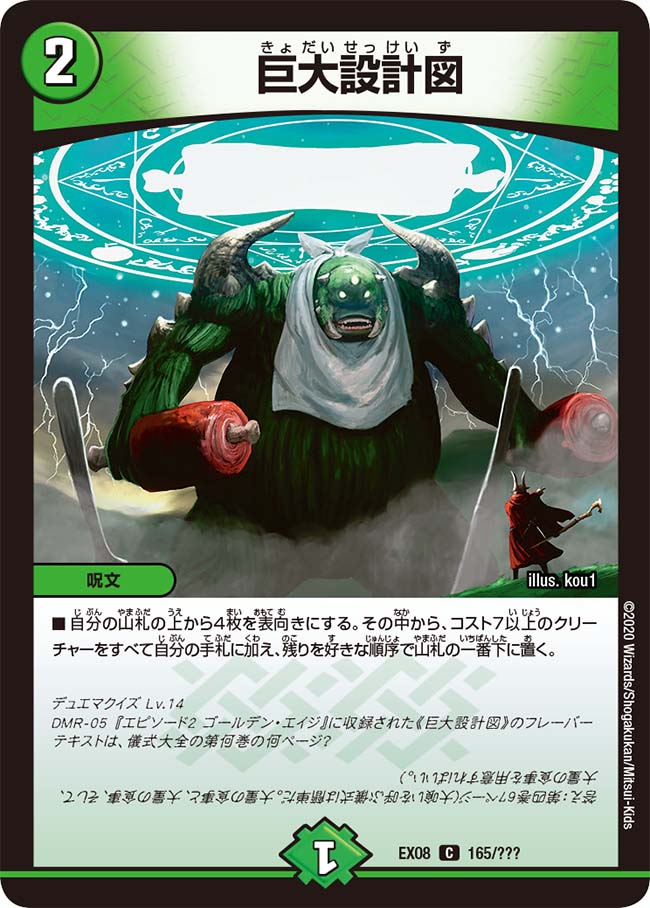 2
きょだいせっけいず
巨大設計図
呪文
illus. kou1
■自分の山札の上から4枚を表向きにする。その中から、コスト7以上のクリー
チャーをすべて自分の手札に加え、残りを好きな順序で山札の一番下に置く。
デュエマクイズ Lv.14
DMR-05『エピソード2 ゴールデン・エイジ』に収録された《巨大設計図》のフレーバー
テキストは、儀式大全の第何巻の何ページ?
答え:第四巻67ページ(大喰いを呼ぶ儀式は簡単だ。大量の食事と、大量の食事、そして、
大量の食事を用意すればいい。)
1
EX08 C 165/???
©2020 Wizards/Shogakukan/Mitsui-Kids